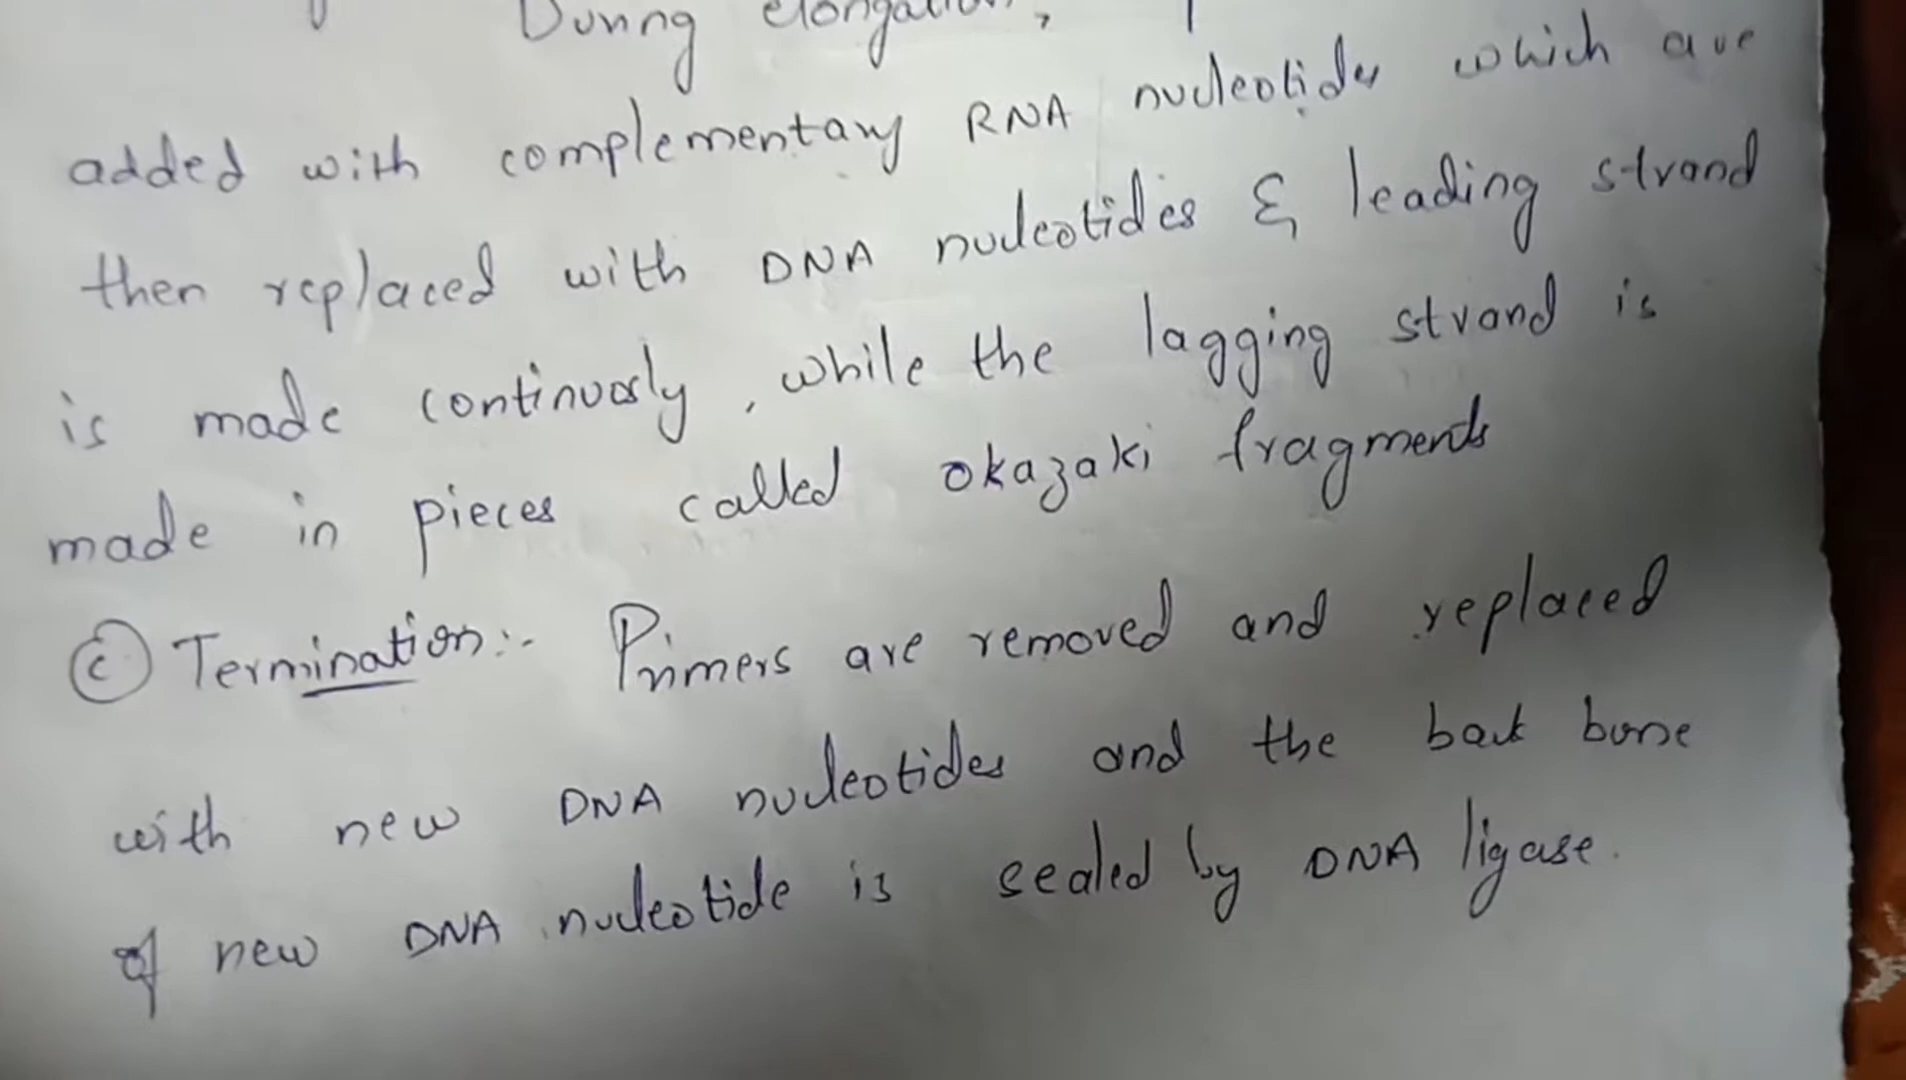 During elongation,
added with complementary RNA nucleotides which are
then replaced with DNA nucleotides & leading strand
is made continuosly, while the lagging strand is
made in pieces called okazaki fragments
© Termination:- Primers are removed and replaced
with new DNA nucleotides and the back bone
of new DNA nucleotide is sealed by DNA ligase.